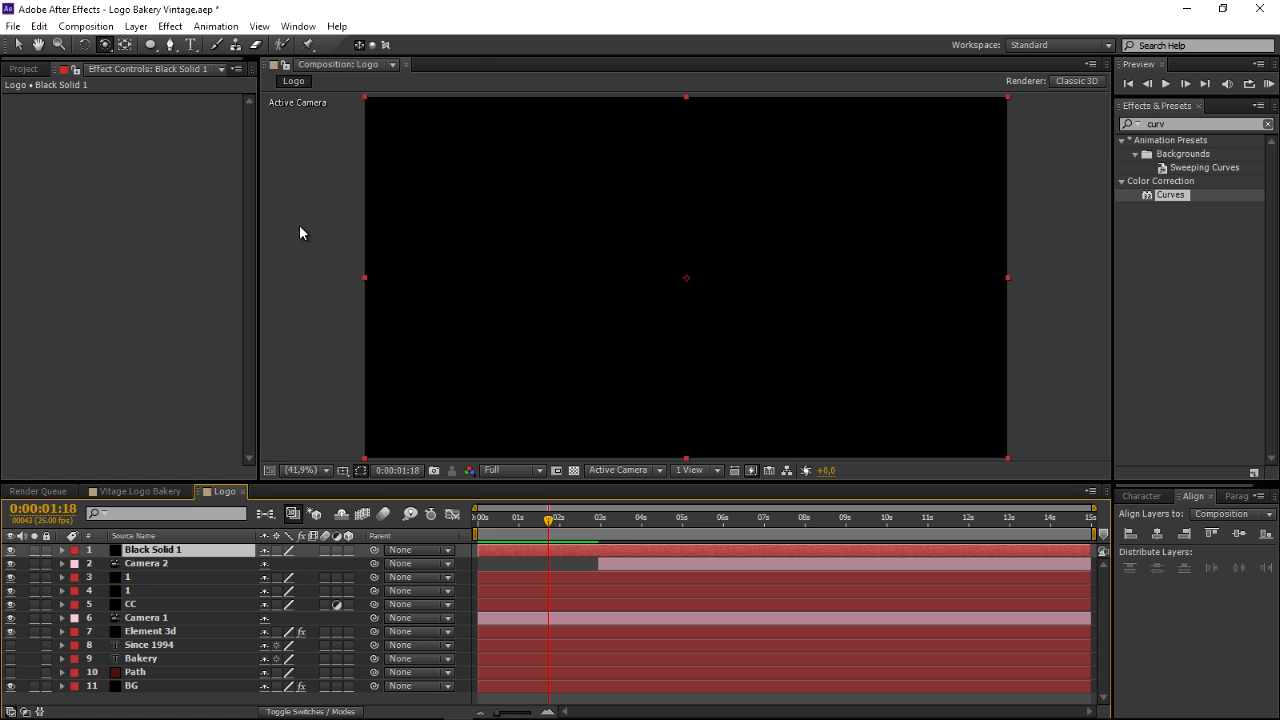 Adobe After Effects - Logo Bakery Vintage.aep *
File Edit Composition Layer Effect Animation View Window Help
Workspace: Standard Search Help
Project Effect Controls: Black Solid 1 Composition: Logo Preview
Logo • Black Solid 1 Logo Renderer: Classic 3D
Active Camera
Effects & Presets
curv
* Animation Presets
Backgrounds
Sweeping Curves
Color Correction
Curves
(41,9%) 0:00:01:18 Full Active Camera 1 View +0,0
Render Queue Vitage Logo Bakery Logo
Character Align Parag
0:00:01:18
00043 (25.00 fps)
Align Layers to: Composition
:00s 01s 02s 03s 04s 05s 06s 07s 08s 09s 10s 11s 12s 13s 14s 15s
# Source Name Parent
Distribute Layers:
1 Black Solid 1 None
2 Camera 2 None
3 1 None
4 1 None
5 CC None
6 Camera 1 None
7 Element 3d fx None
8 Since 1994 None
9 Bakery None
10 Path None
11 BG fx None
Toggle Switches / Modes